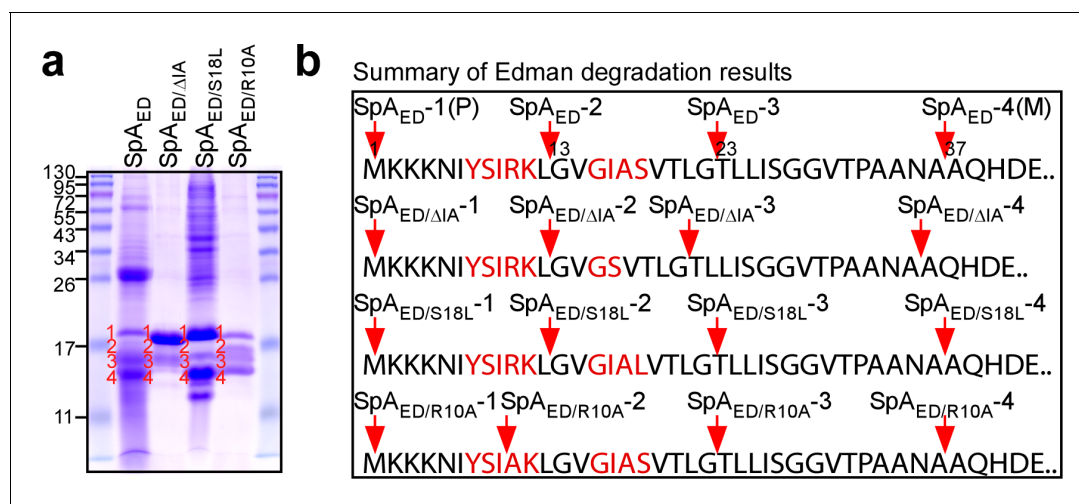 a
SpA_ED
SpA_ED/ΔIA
SpA_ED/S18L
SpA_ED/R10A
130
95
72
55
43
34
26
17
11
1 1 1 1
2 2 2
3 3 3 3
4 4 4 4
b
Summary of Edman degradation results
SpA_ED-1(P) SpA_ED-2 SpA_ED-3 SpA_ED-4(M)
1 13 23 37
MKKKNIYSIRKLGVGIASVTLGTLLISGGVTPAANAAQHDE..
SpA_ED/ΔIA-1 SpA_ED/ΔIA-2 SpA_ED/ΔIA-3 SpA_ED/ΔIA-4
MKKKNIYSIRKLGVGSVTLGTLLISGGVTPAANAAQHDE..
SpA_ED/S18L-1 SpA_ED/S18L-2 SpA_ED/S18L-3 SpA_ED/S18L-4
MKKKNIYSIRKLGVGIALVTLGTLLISGGVTPAANAAQHDE..
SpA_ED/R10A-1 SpA_ED/R10A-2 SpA_ED/R10A-3 SpA_ED/R10A-4
MKKKNIYSIAKLGVGIASVTLGTLLISGGVTPAANAAQHDE..